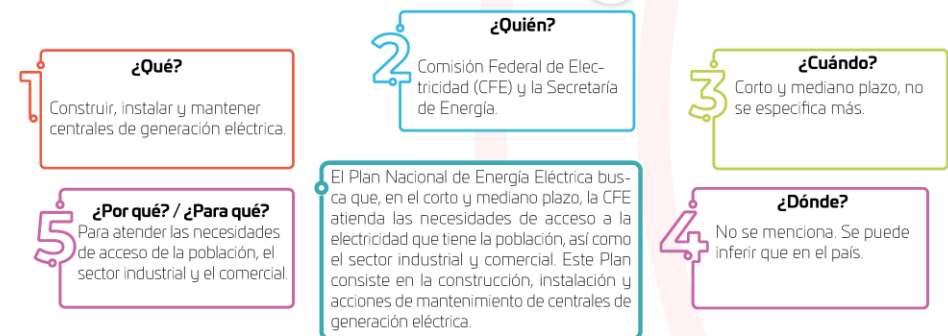 1
¿Qué?
Construir, instalar y mantener
centrales de generación eléctrica.
2
¿Quién?
Comisión Federal de Elec-
tricidad (CFE) y la Secretaría
de Energía.
3
¿Cuándo?
Corto y mediano plazo, no
se especifica más.
5
¿Por qué? / ¿Para qué?
Para atender las necesidades
de acceso de la población, el
sector industrial y el comercial.
El Plan Nacional de Energía Eléctrica bus-
ca que, en el corto y mediano plazo, la CFE
atienda las necesidades de acceso a la
electricidad que tiene la población, así como
el sector industrial y comercial. Este Plan
consiste en la construcción, instalación y
acciones de mantenimiento de centrales de
generación eléctrica.
4
¿Dónde?
No se menciona. Se puede
inferir que en el país.